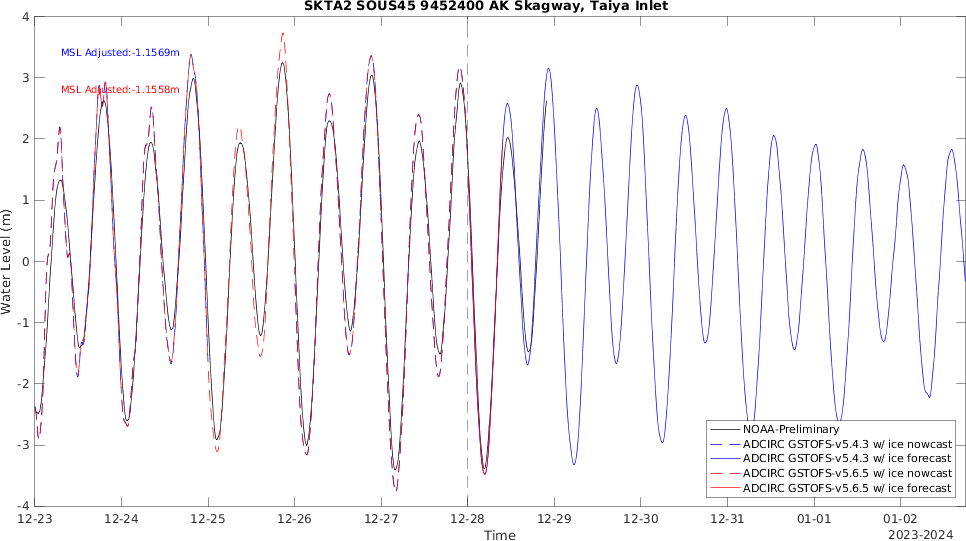 SKTA2 SOUS45 9452400 AK Skagway, Taiya Inlet
4
3
2
1
0
-1
-2
-3
-4
Water Level (m)
MSL Adjusted:-1.1569m
MSL Adjusted:-1.1558m
NOAA-Preliminary
ADCIRC GSTOFS-v5.4.3 w/ ice nowcast
ADCIRC GSTOFS-v5.4.3 w/ ice forecast
ADCIRC GSTOFS-v5.6.5 w/ ice nowcast
ADCIRC GSTOFS-v5.6.5 w/ ice forecast
12-23 12-24 12-25 12-26 12-27 12-28 12-29 12-30 12-31 01-01 01-02
Time
2023-2024